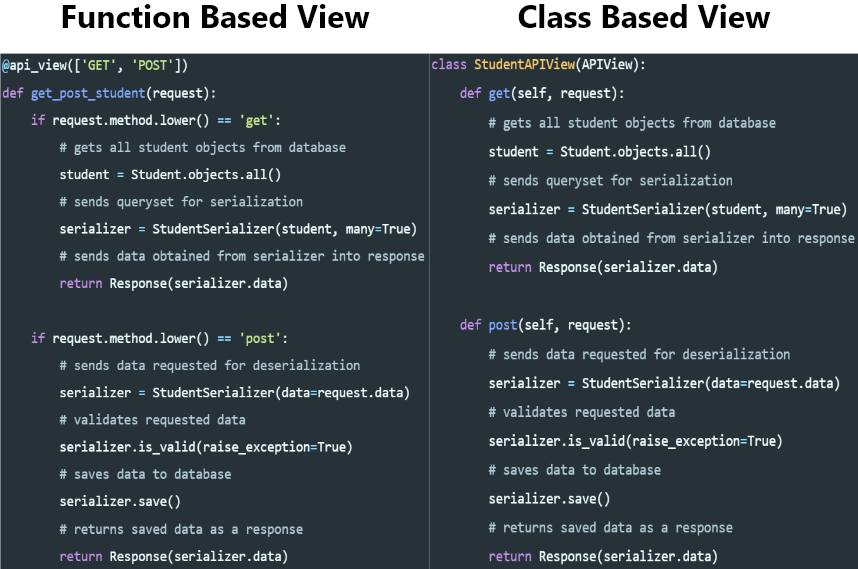 Function Based View
@api_view(['GET', 'POST'])
def get_post_student(request):
if request.method.lower() == 'get':
# gets all student objects from database
student = Student.objects.all()
# sends queryset for serialization
serializer = StudentSerializer(student, many=True)
# sends data obtained from serializer into response
return Response(serializer.data)
if request.method.lower() == 'post':
# sends data requested for deserialization
serializer = StudentSerializer(data=request.data)
# validates requested data
serializer.is_valid(raise_exception=True)
# saves data to database
serializer.save()
# returns saved data as a response
return Response(serializer.data)
Class Based View
class StudentAPIView(APIView):
def get(self, request):
# gets all student objects from database
student = Student.objects.all()
# sends queryset for serialization
serializer = StudentSerializer(student, many=True)
# sends data obtained from serializer into response
return Response(serializer.data)
def post(self, request):
# sends data requested for deserialization
serializer = StudentSerializer(data=request.data)
# validates requested data
serializer.is_valid(raise_exception=True)
# saves data to database
serializer.save()
# returns saved data as a response
return Response(serializer.data)